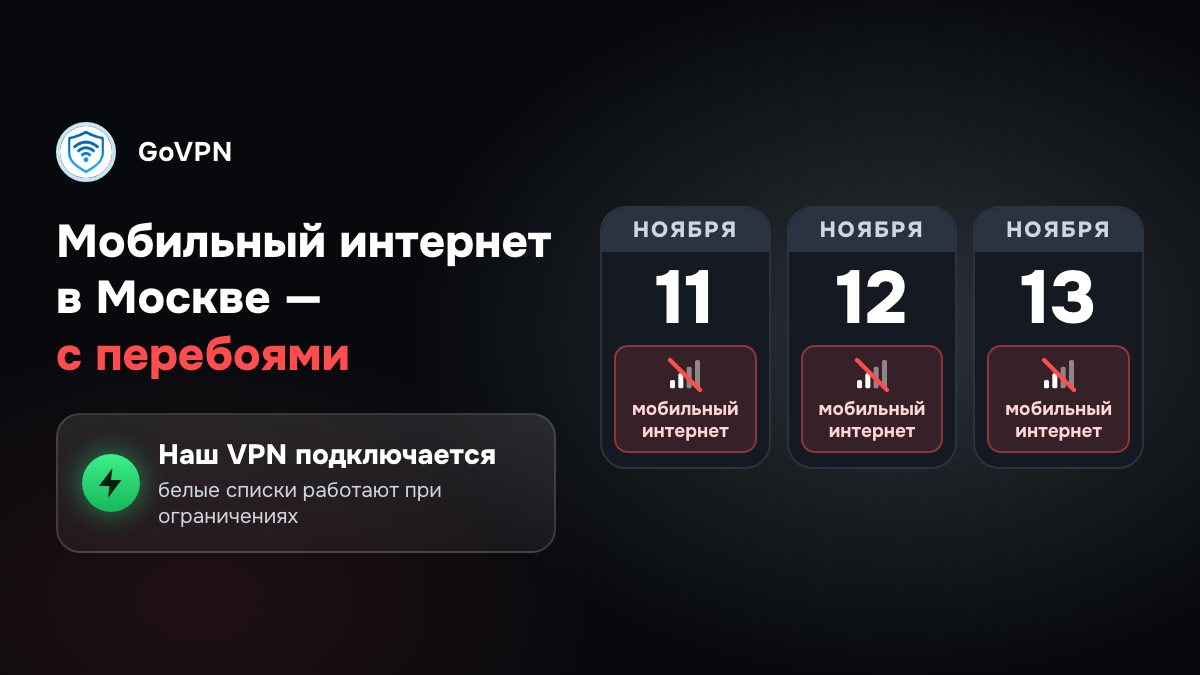 GoVPN
Мобильный интернет
в Москве —
с перебоями
Наш VPN подключается
белые списки работают при
ограничениях
НОЯБРЯ
11
мобильный
интернет
НОЯБРЯ
12
мобильный
интернет
НОЯБРЯ
13
мобильный
интернет